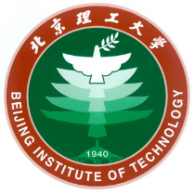 北京理工大学
1940
BEIJING INSTITUTE OF TECHNOLOGY